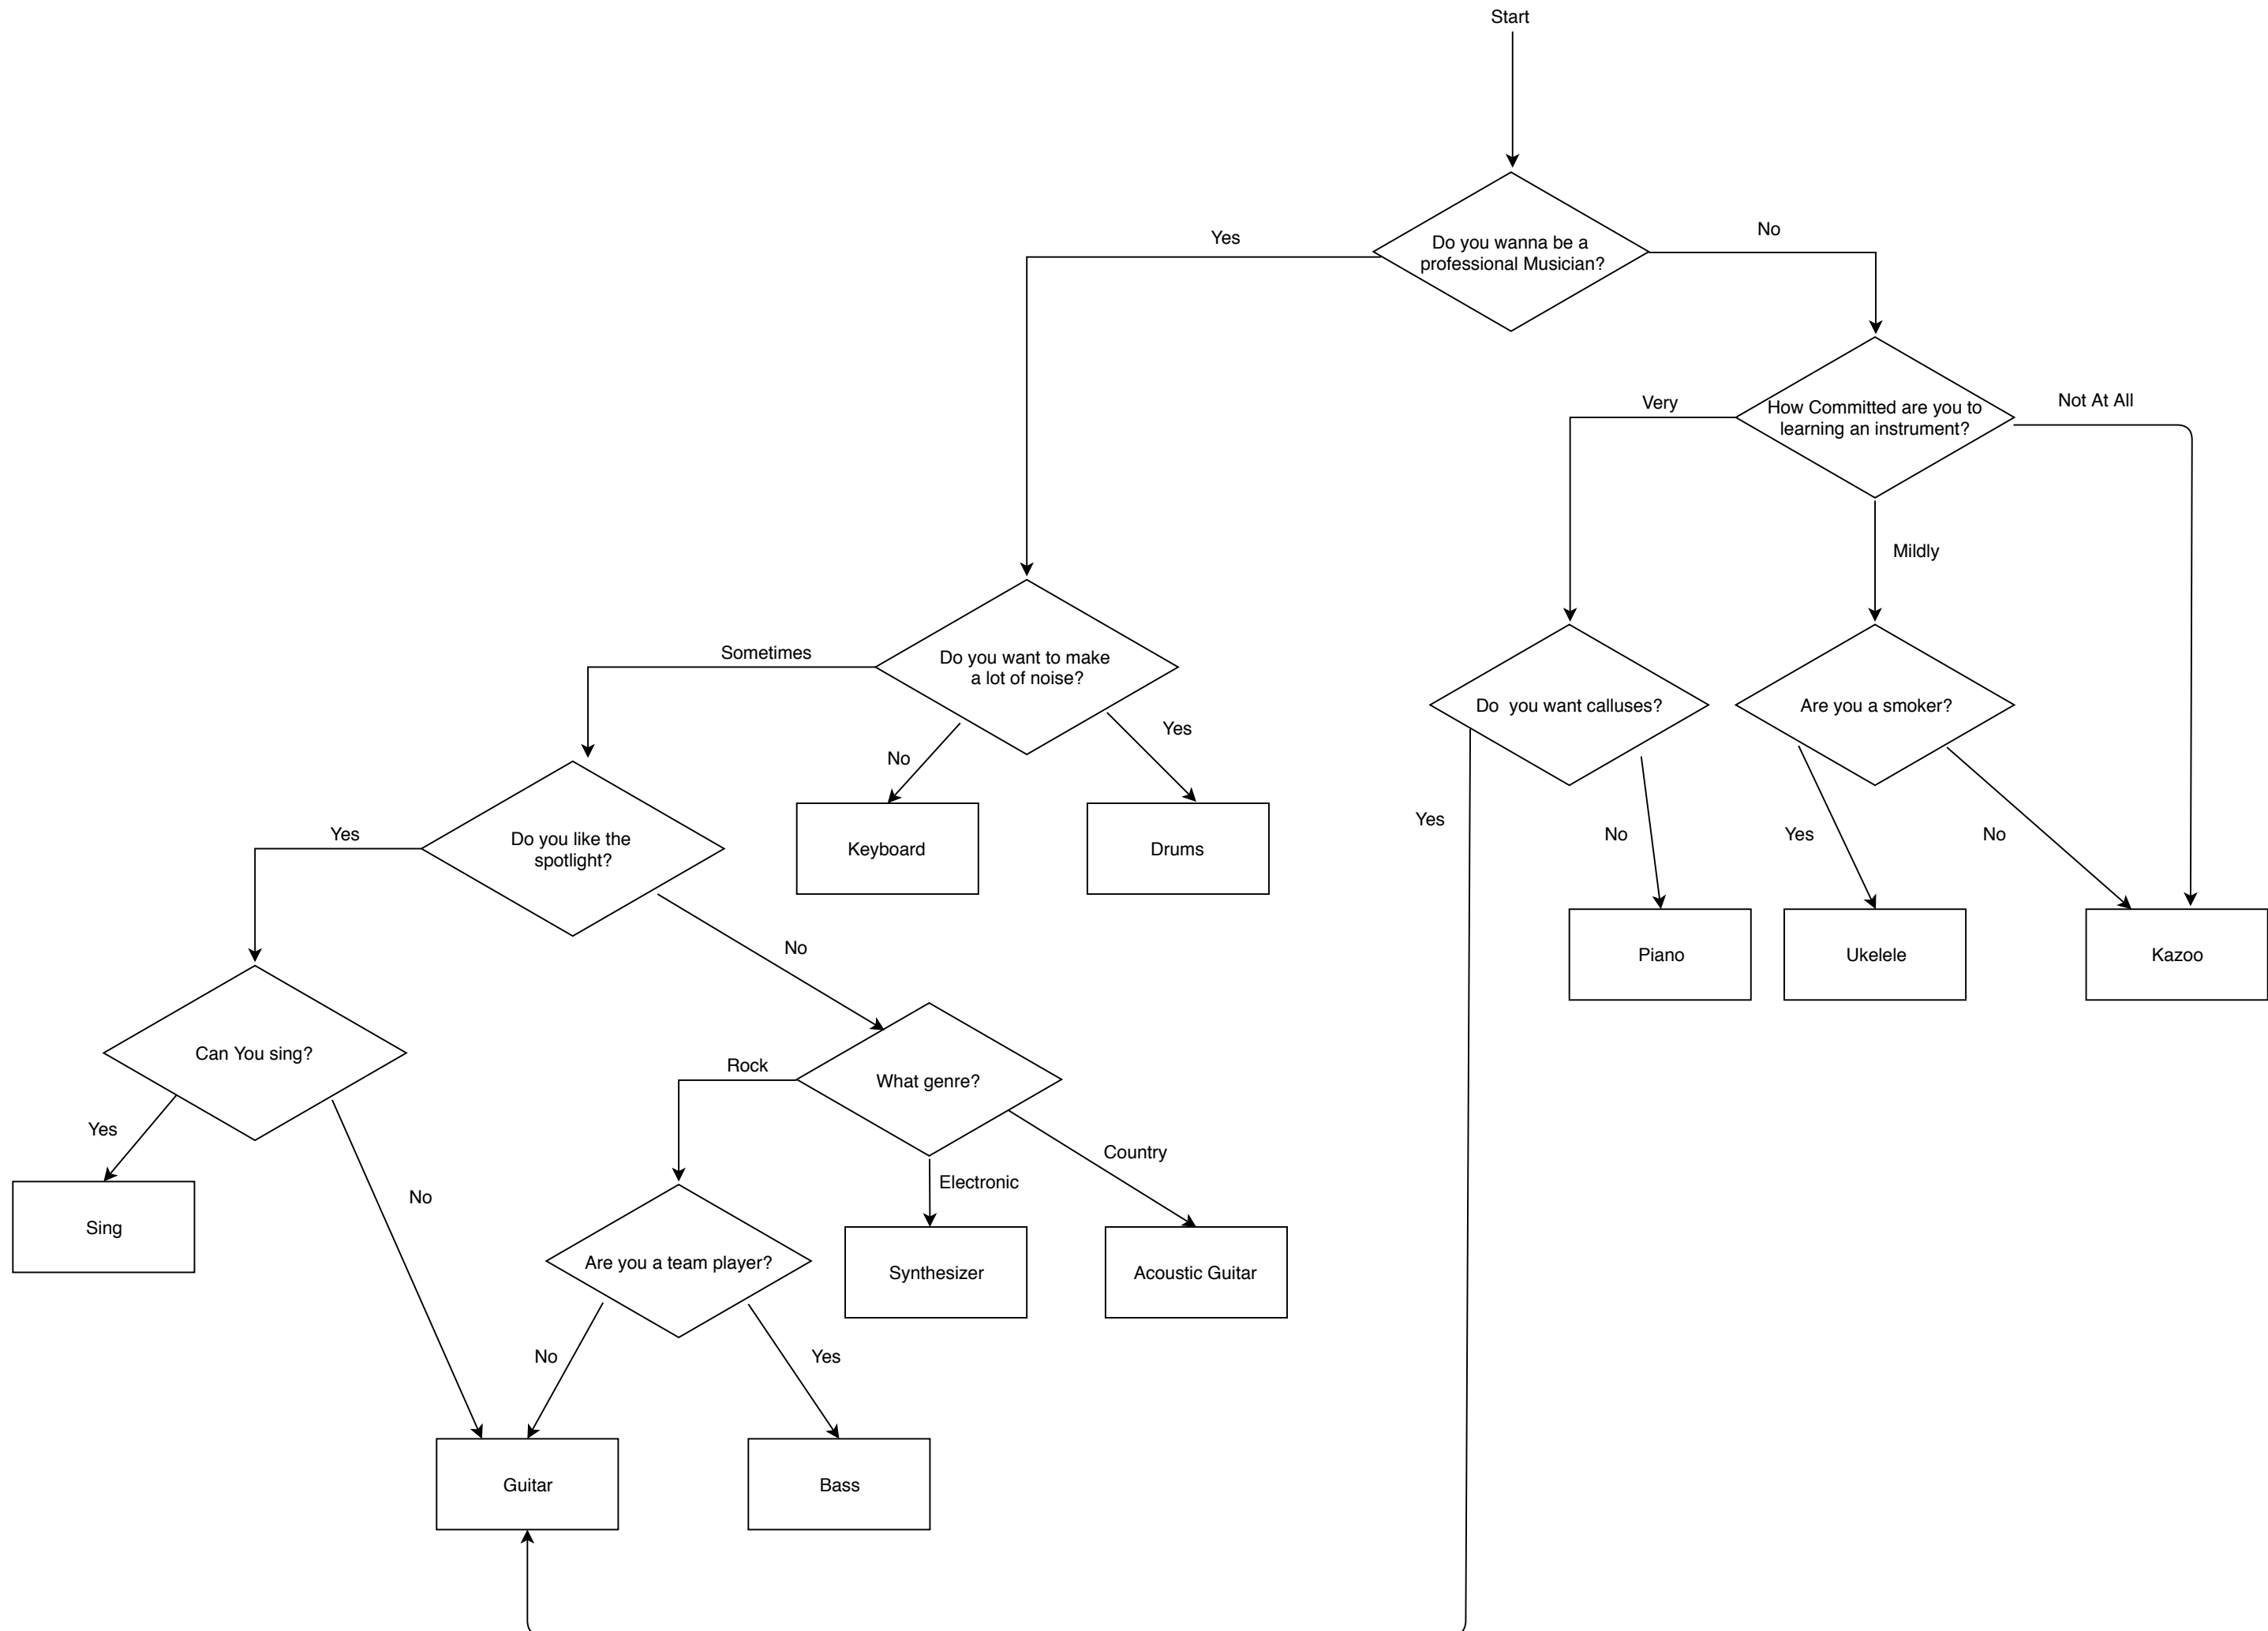 Start
Do you wanna be a
professional Musician?
Yes
No
How Committed are you to
learning an instrument?
Very
Not At All
Mildly
Do you want to make
a lot of noise?
Sometimes
No
Yes
Do  you want calluses?
Are you a smoker?
Yes
No
Yes
No
Keyboard
Drums
Do you like the
spotlight?
Yes
No
Piano
Ukelele
Kazoo
Can You sing?
What genre?
Rock
Yes
No
Electronic
Country
Sing
Are you a team player?
Synthesizer
Acoustic Guitar
No
Yes
Guitar
Bass